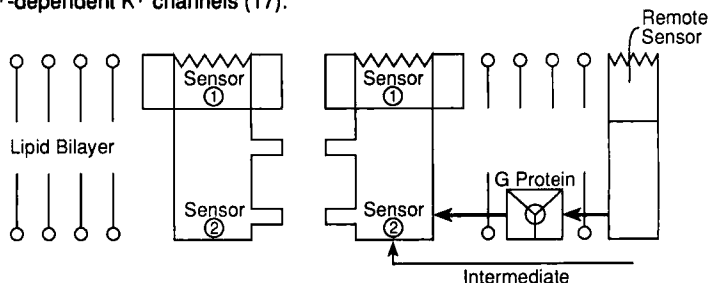 -dependent K+ channels (17).
Remote
Sensor
Sensor
①
Sensor
①
Lipid Bilayer
G Protein
Sensor
②
Sensor
②
Intermediate